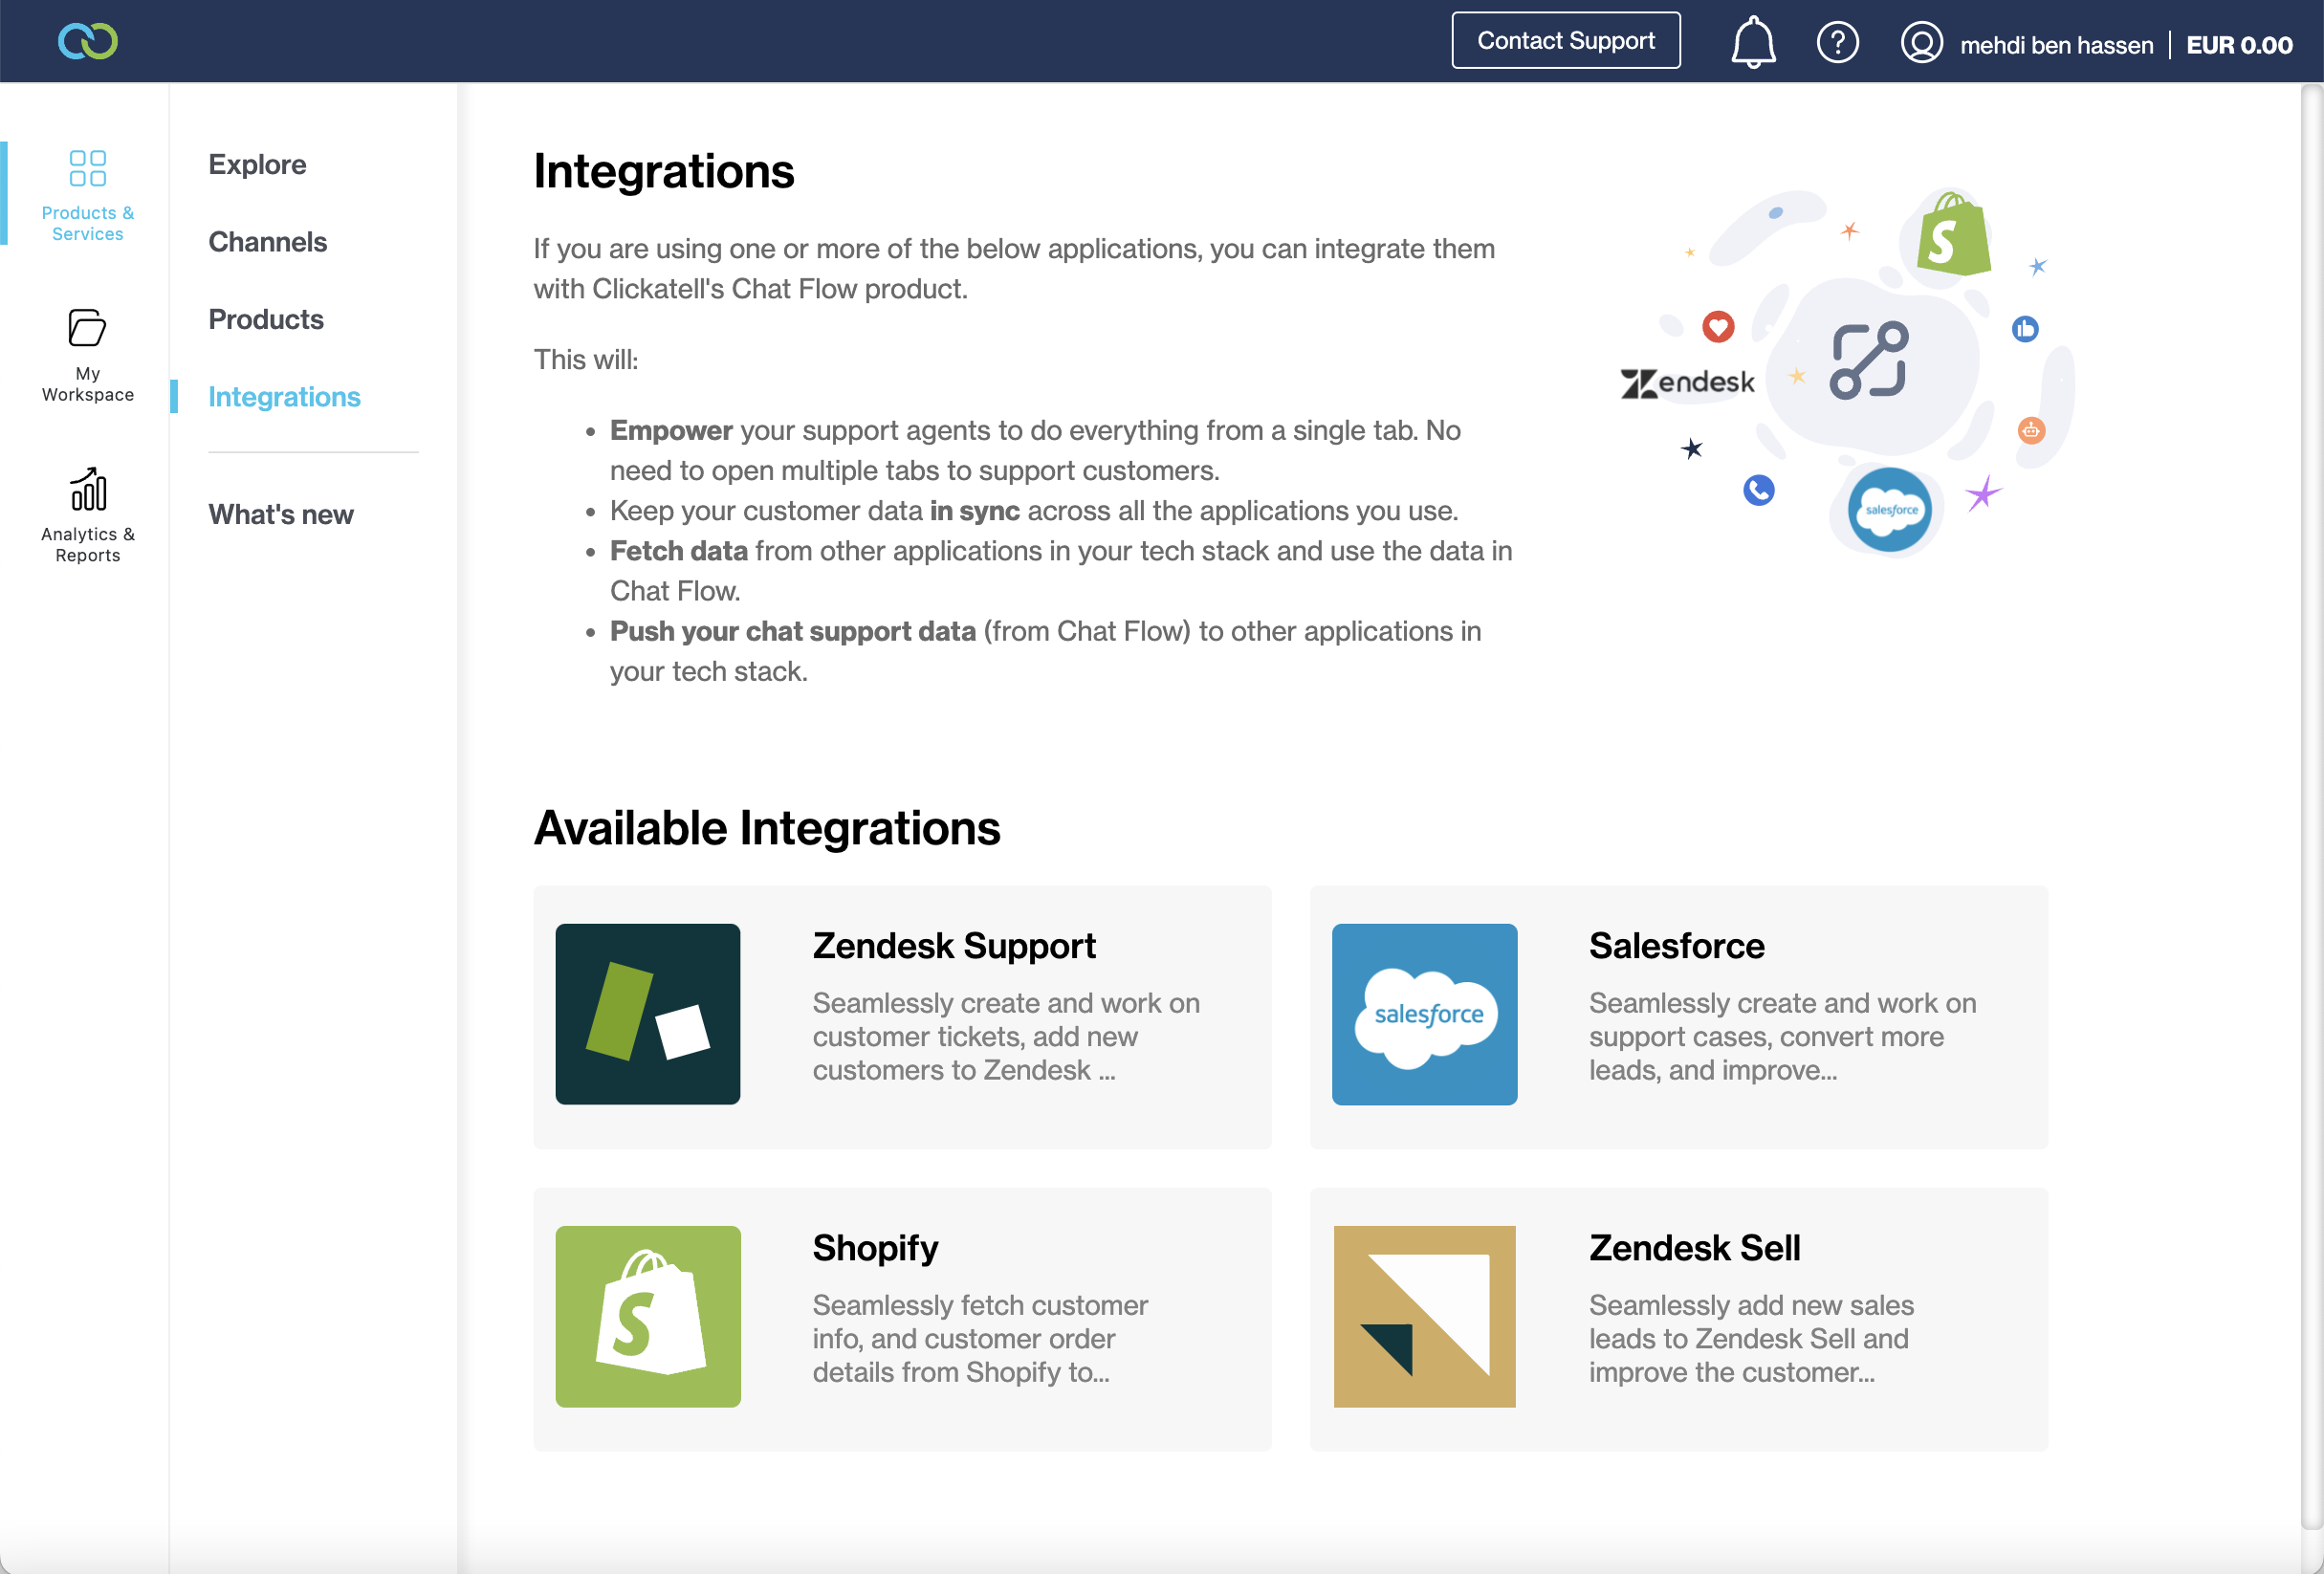 Contact Support
mehdi ben hassen | EUR 0.00
Products &
Services
My
Workspace
Analytics &
Reports
Explore
Channels
Products
Integrations
What's new
Integrations
If you are using one or more of the below applications, you can integrate them
with Clickatell's Chat Flow product.
This will:
• Empower your support agents to do everything from a single tab. No
need to open multiple tabs to support customers.
• Keep your customer data in sync across all the applications you use.
• Fetch data from other applications in your tech stack and use the data in
Chat Flow.
• Push your chat support data (from Chat Flow) to other applications in
your tech stack.
Zendesk
salesforce
Available Integrations
Zendesk Support
Seamlessly create and work on
customer tickets, add new
customers to Zendesk ...
salesforce
Salesforce
Seamlessly create and work on
support cases, convert more
leads, and improve...
Shopify
Seamlessly fetch customer
info, and customer order
details from Shopify to...
Zendesk Sell
Seamlessly add new sales
leads to Zendesk Sell and
improve the customer...